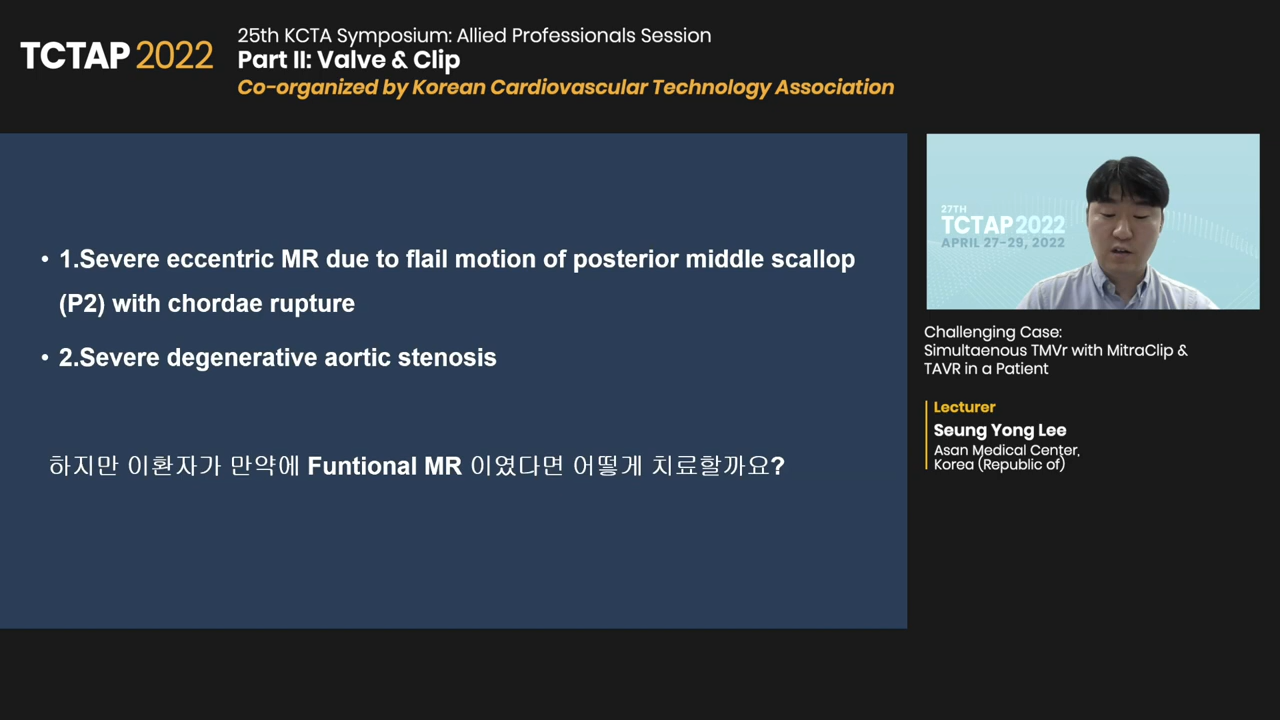 TCTAP 2022
25th KCTA Symposium: Allied Professionals Session
Part II: Valve & Clip
Co-organized by Korean Cardiovascular Technology Association
• 1.Severe eccentric MR due to flail motion of posterior middle scallop
(P2) with chordae rupture
• 2.Severe degenerative aortic stenosis
하지만 이환자가 만약에 Funtional MR 이였다면 어떻게 치료할까요?
27TH
TCTAP 2022
APRIL 27-29, 2022
Challenging Case:
Simultaenous TMVr with MitraClip &
TAVR in a Patient
Lecturer
Seung Yong Lee
Asan Medical Center,
Korea (Republic of)